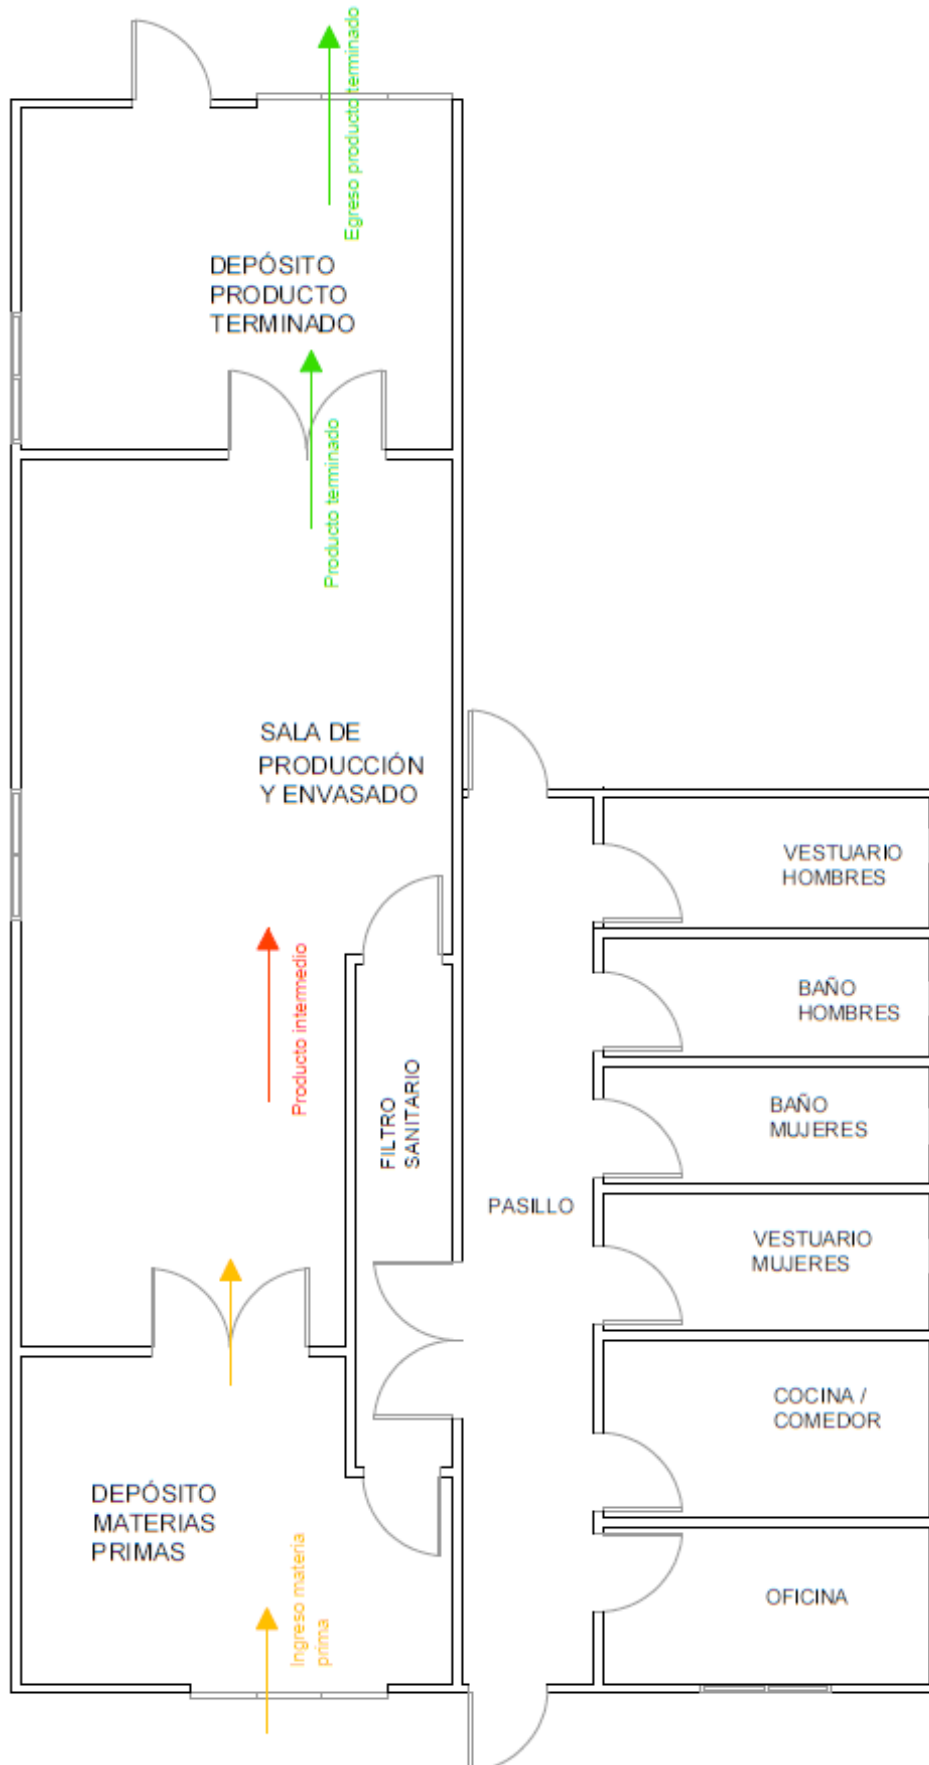 Egreso producto terminado
DEPÓSITO
PRODUCTO
TERMINADO
Producto terminado
SALA DE
PRODUCCIÓN
Y ENVASADO
VESTUARIO
HOMBRES
BAÑO
HOMBRES
Producto intermedio
FILTRO
SANITARIO
BAÑO
MUJERES
PASILLO
VESTUARIO
MUJERES
COCINA /
COMEDOR
DEPÓSITO
MATERIAS
PRIMAS
Ingreso materia
prima
OFICINA